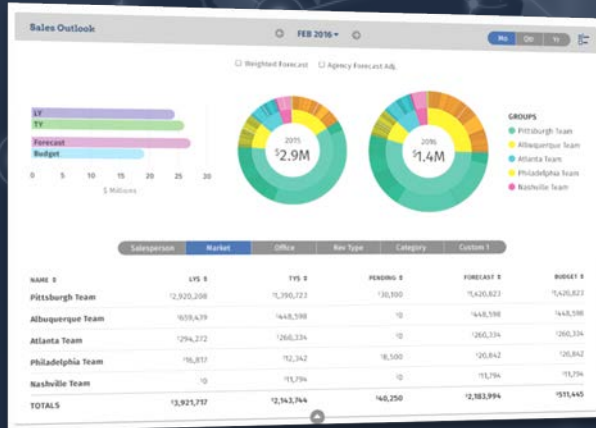 Sales Outlook
FEB 2016
Mo Qtr Yr
Weighted Forecast Agency Forecast Adj.
LY
TY
Forecast
Budget
0 5 10 15 20 25 20
$ Millions
2015
$2.9M
2016
$1.4M
GROUPS
Pittsburgh Team
Albuquerque Team
Atlanta Team
Philadelphia Team
Nashville Team
Salesperson Market Office Rev Type Category Custom 1
NAME LY$ TY$ PENDING $ FORECAST $ BUDGET $
Pittsburgh Team $2,920,208 $1,390,723 $30,100 $1,420,823 $1,420,823
Albuquerque Team $659,439 $448,598 $0 $448,598 $448,598
Atlanta Team $294,272 $260,334 $0 $260,334 $260,334
Philadelphia Team $16,817 $12,342 $8,500 $20,842 $20,842
Nashville Team $0 $11,794 $0 $11,794 $11,794
TOTALS $3,921,717 $2,143,744 $40,250 $2,183,994 $511,445